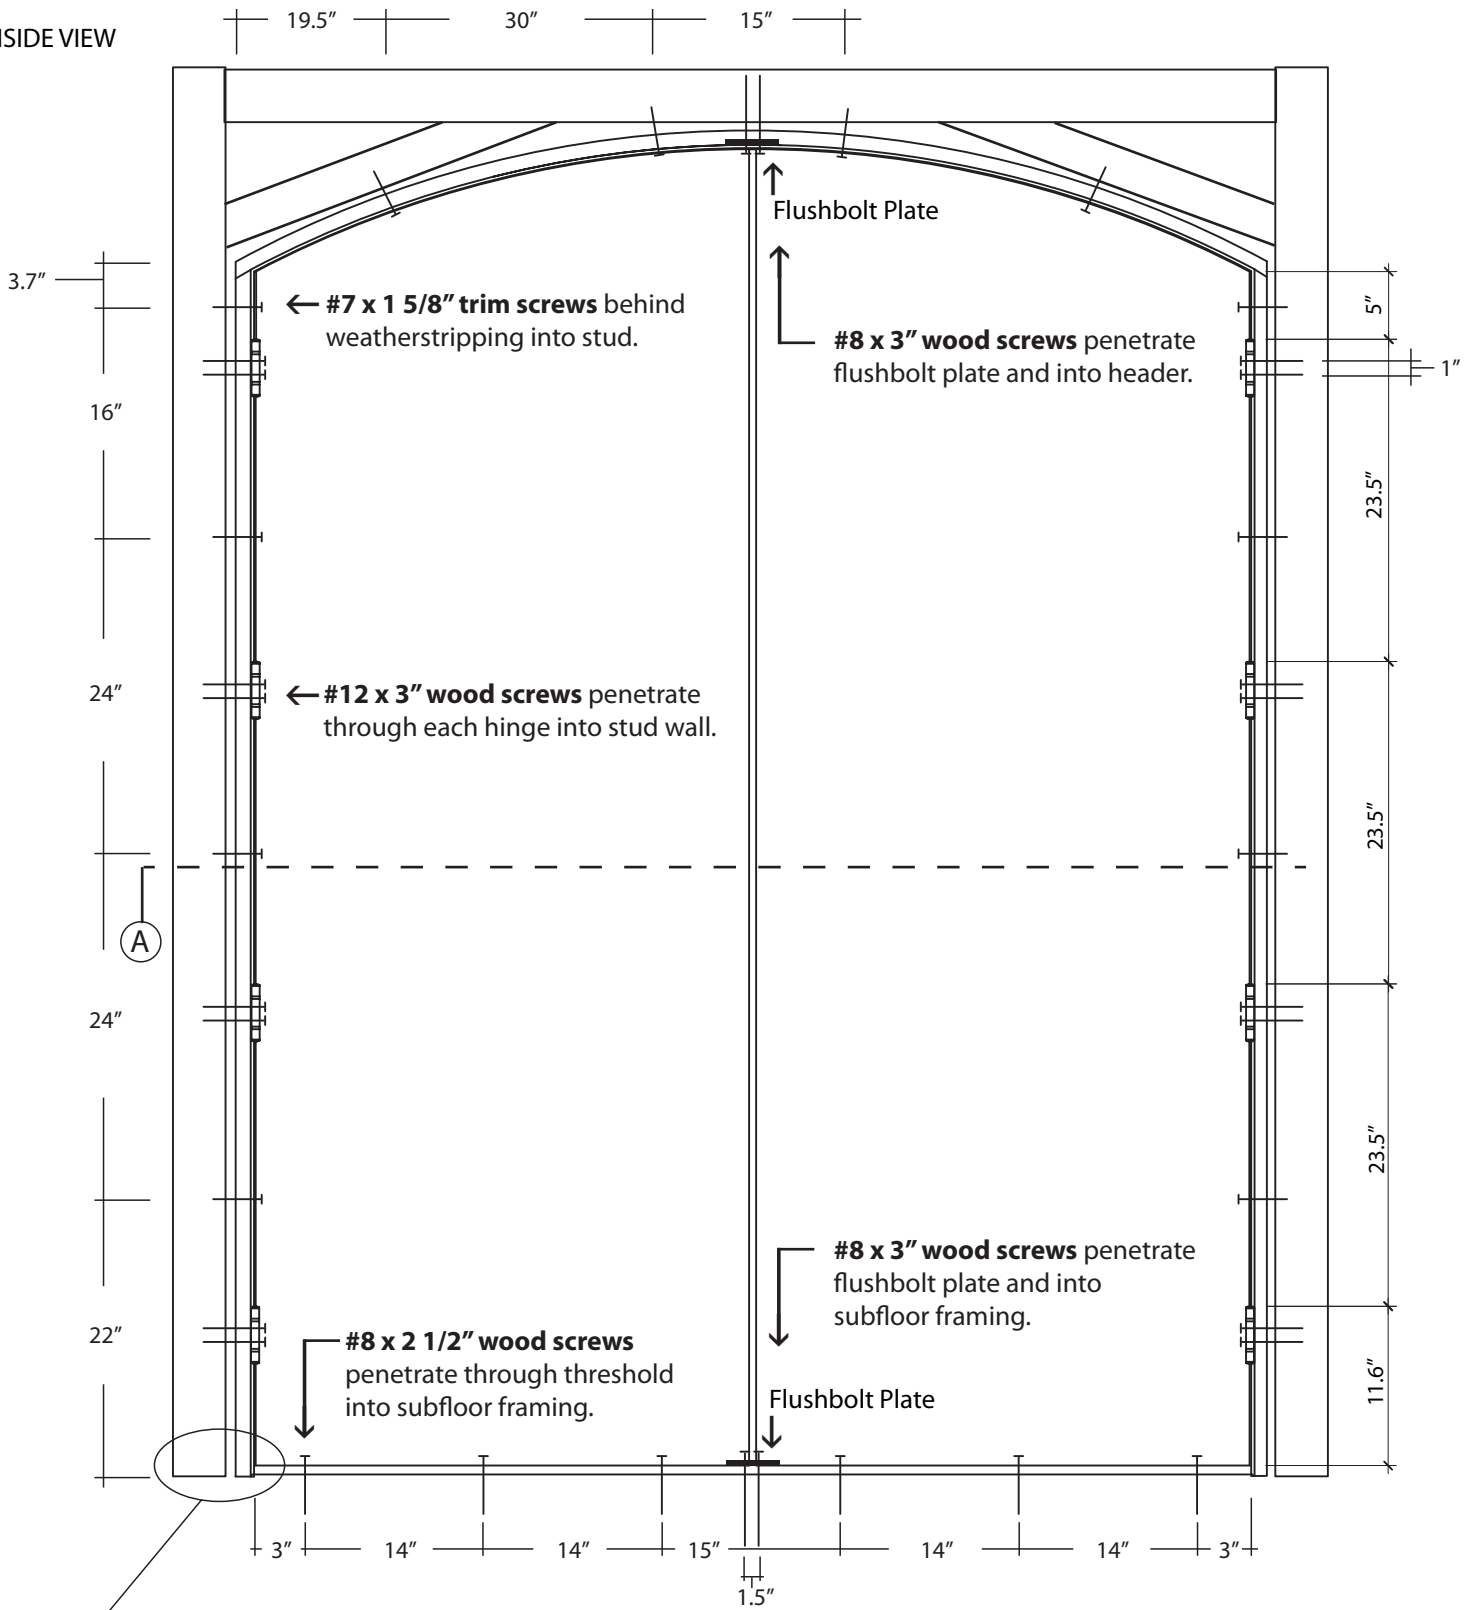 19.5″ 30″ 15″
NSIDE VIEW
Flushbolt Plate
3.7″
← #7 x 1 5/8″ trim screws behind
weatherstripping into stud.
5″
#8 x 3″ wood screws penetrate
flushbolt plate and into header.
1″
16″
23.5″
24″
← #12 x 3″ wood screws penetrate
through each hinge into stud wall.
23.5″
A
24″
23.5″
#8 x 3″ wood screws penetrate
flushbolt plate and into
subfloor framing.
22″
#8 x 2 1/2″ wood screws
penetrate through threshold
into subfloor framing.
11.6″
Flushbolt Plate
3″ 14″ 14″ 15″ 14″ 14″ 3″
1.5″